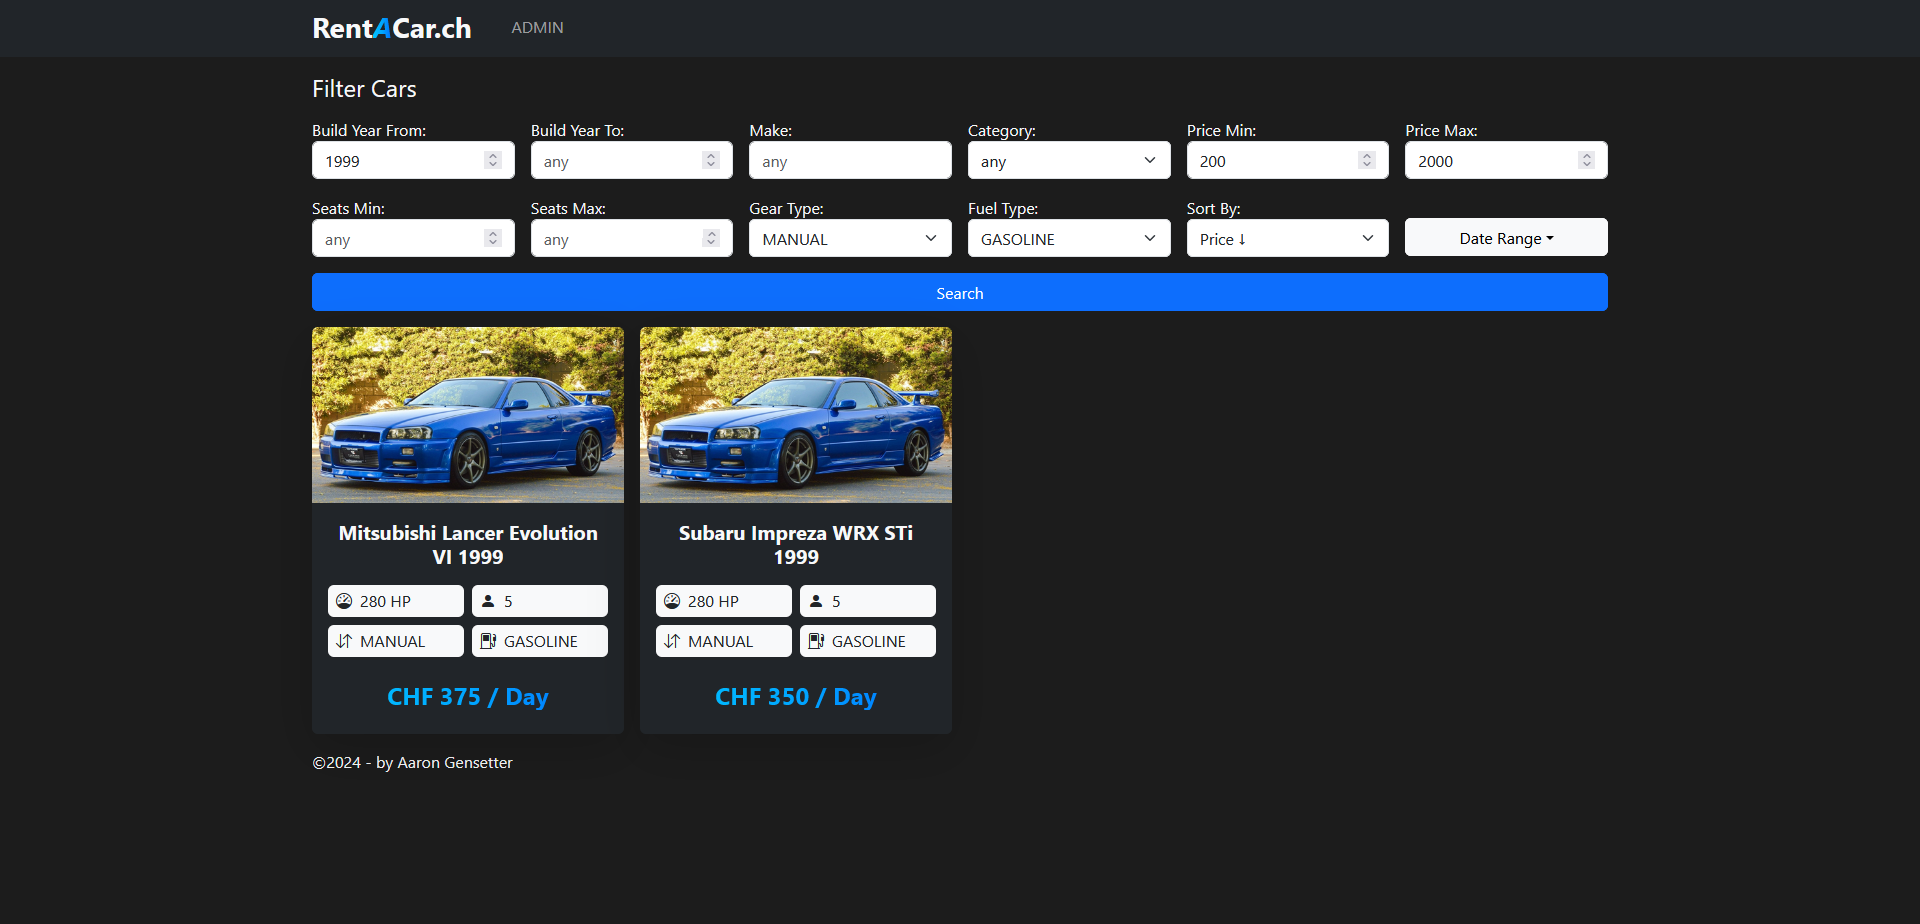 RentACar.ch ADMIN
Filter Cars
Build Year From: Build Year To: Make: Category: Price Min: Price Max:
1999 any any any 200 2000
Seats Min: Seats Max: Gear Type: Fuel Type: Sort By:
any any MANUAL GASOLINE Price ↓ Date Range
Search
Mitsubishi Lancer Evolution
VI 1999
280 HP 5
MANUAL GASOLINE
CHF 375 / Day
Subaru Impreza WRX STi
1999
280 HP 5
MANUAL GASOLINE
CHF 350 / Day
©2024 - by Aaron Gensetter